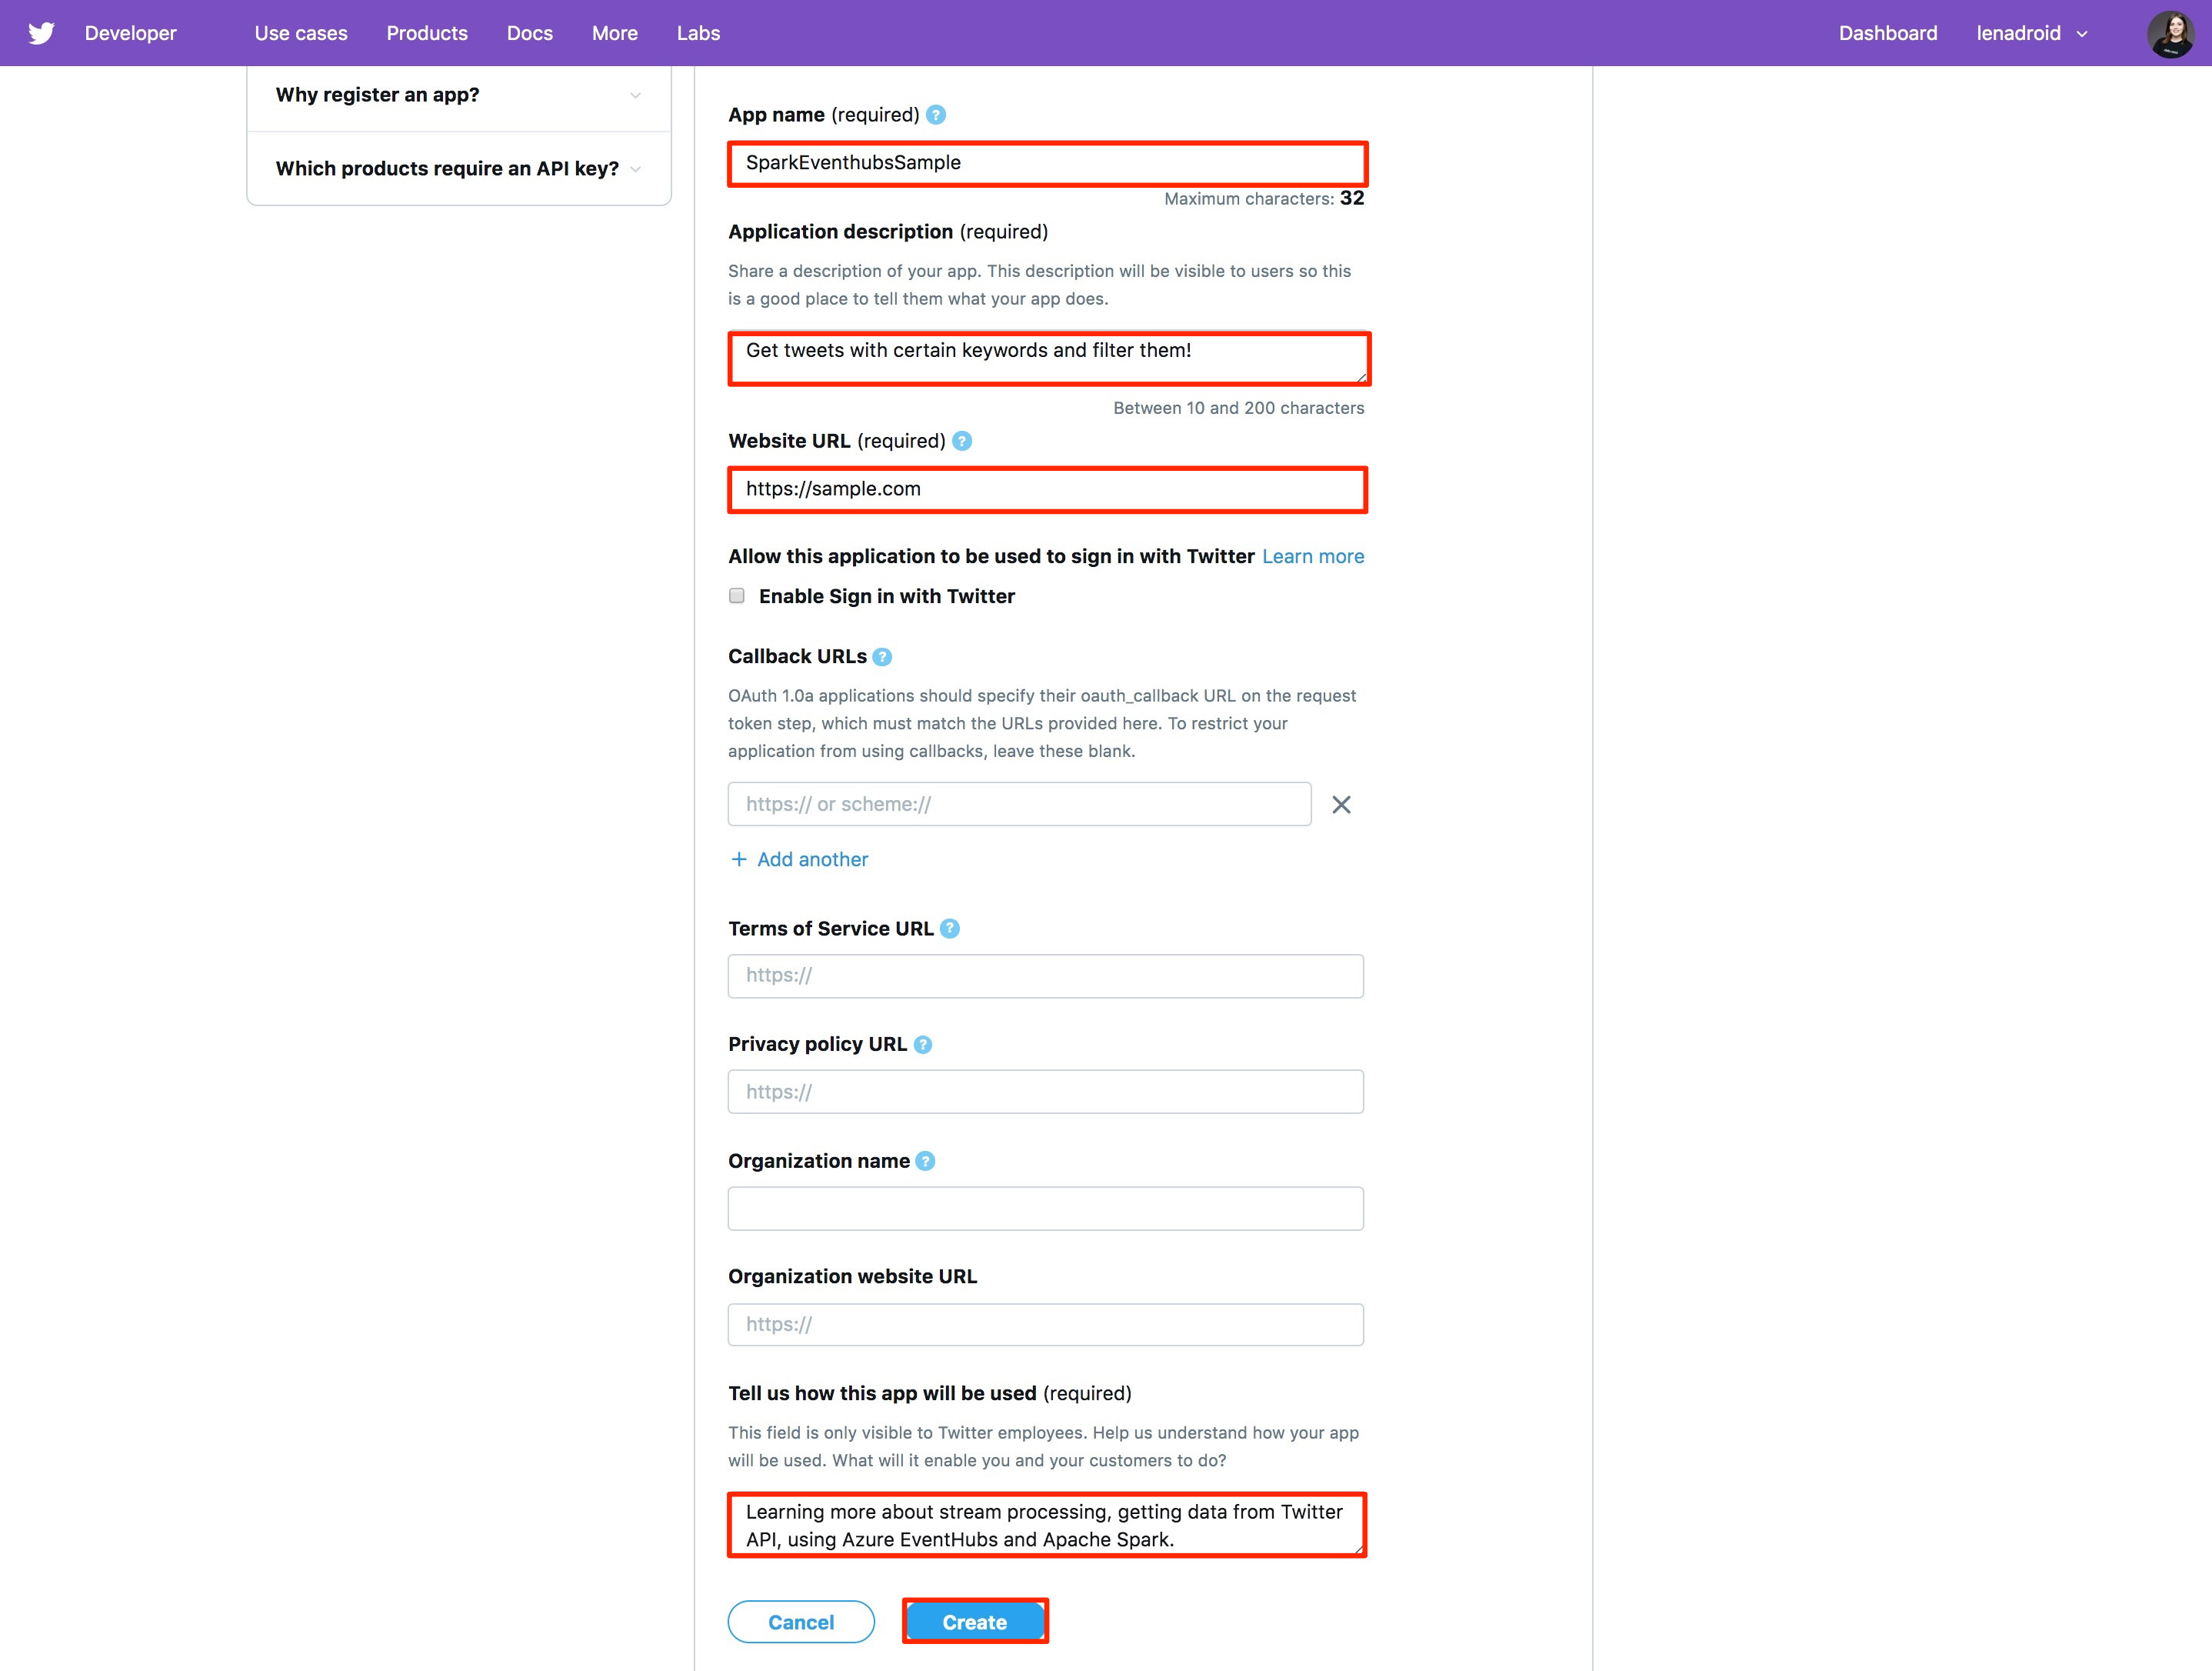 Developer
Use cases
Products
Docs
More
Labs
Dashboard
lenadroid
Why register an app?
Which products require an API key?
App name (required) ?
SparkEventhubsSample
Maximum characters: 32
Application description (required)
Share a description of your app. This description will be visible to users so this
is a good place to tell them what your app does.
Get tweets with certain keywords and filter them!
Between 10 and 200 characters
Website URL (required) ?
https://sample.com
Allow this application to be used to sign in with Twitter Learn more
Enable Sign in with Twitter
Callback URLs ?
OAuth 1.0a applications should specify their oauth_callback URL on the request
token step, which must match the URLs provided here. To restrict your
application from using callbacks, leave these blank.
https:// or scheme://
+ Add another
Terms of Service URL ?
https://
Privacy policy URL ?
https://
Organization name ?
Organization website URL
https://
Tell us how this app will be used (required)
This field is only visible to Twitter employees. Help us understand how your app
will be used. What will it enable you and your customers to do?
Learning more about stream processing, getting data from Twitter
API, using Azure EventHubs and Apache Spark.
Cancel
Create